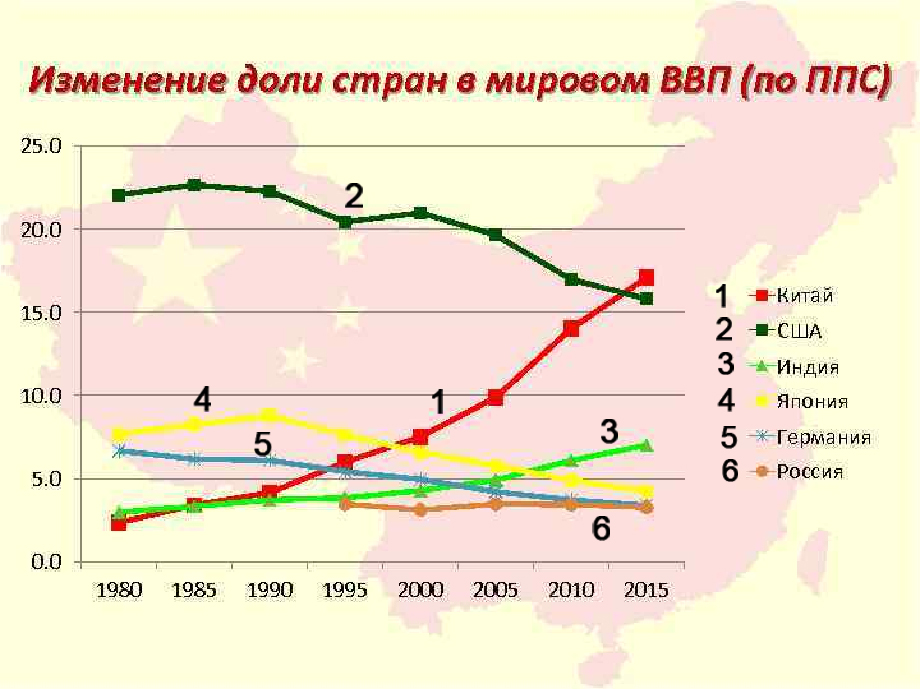 Изменение доли стран в мировом ВВП (по ППС)
25.0
20.0
15.0
10.0
5.0
0.0
1980 1985 1990 1995 2000 2005 2010 2015
2
4
1
5
3
6
1 Китай
2 США
3 Индия
4 Япония
5 Германия
6 Россия